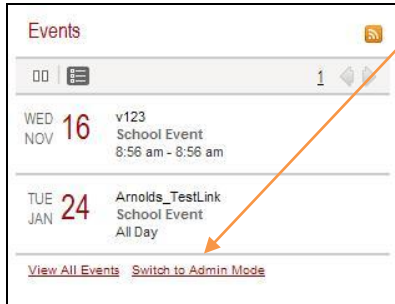 Events
1
WED NOV 16
v123
School Event
8:56 am - 8:56 am
TUE JAN 24
Arnolds_TestLink
School Event
All Day
View All Events Switch to Admin Mode